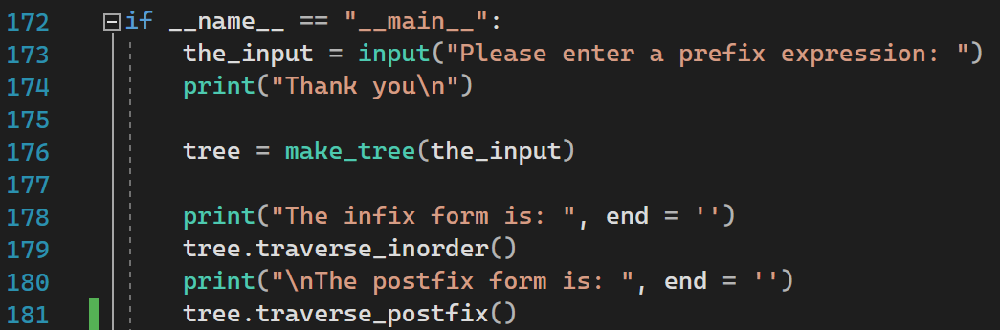 172 if __name__ == "__main__":
173 the_input = input("Please enter a prefix expression: ")
174 print("Thank you\n")
175
176 tree = make_tree(the_input)
177
178 print("The infix form is: ", end = '')
179 tree.traverse_inorder()
180 print("\nThe postfix form is: ", end = '')
181 tree.traverse_postfix()